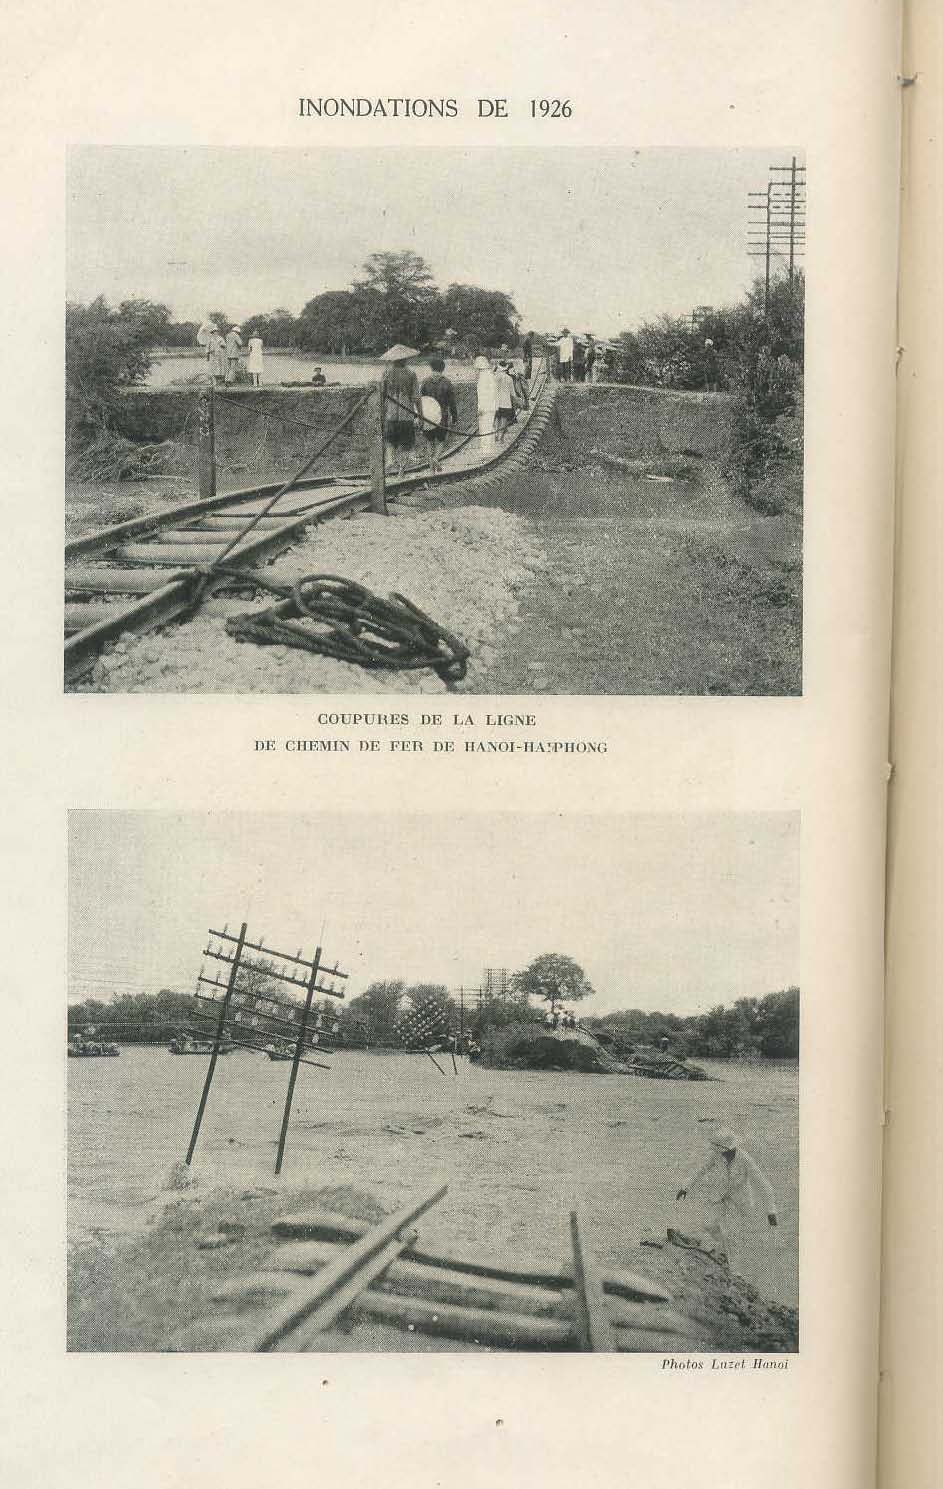 INONDATIONS DE 1926
COUPURES DE LA LIGNE
DE CHEMIN DE FER DE HANOI-HAIPHONG
Photos Luzet Hanoi